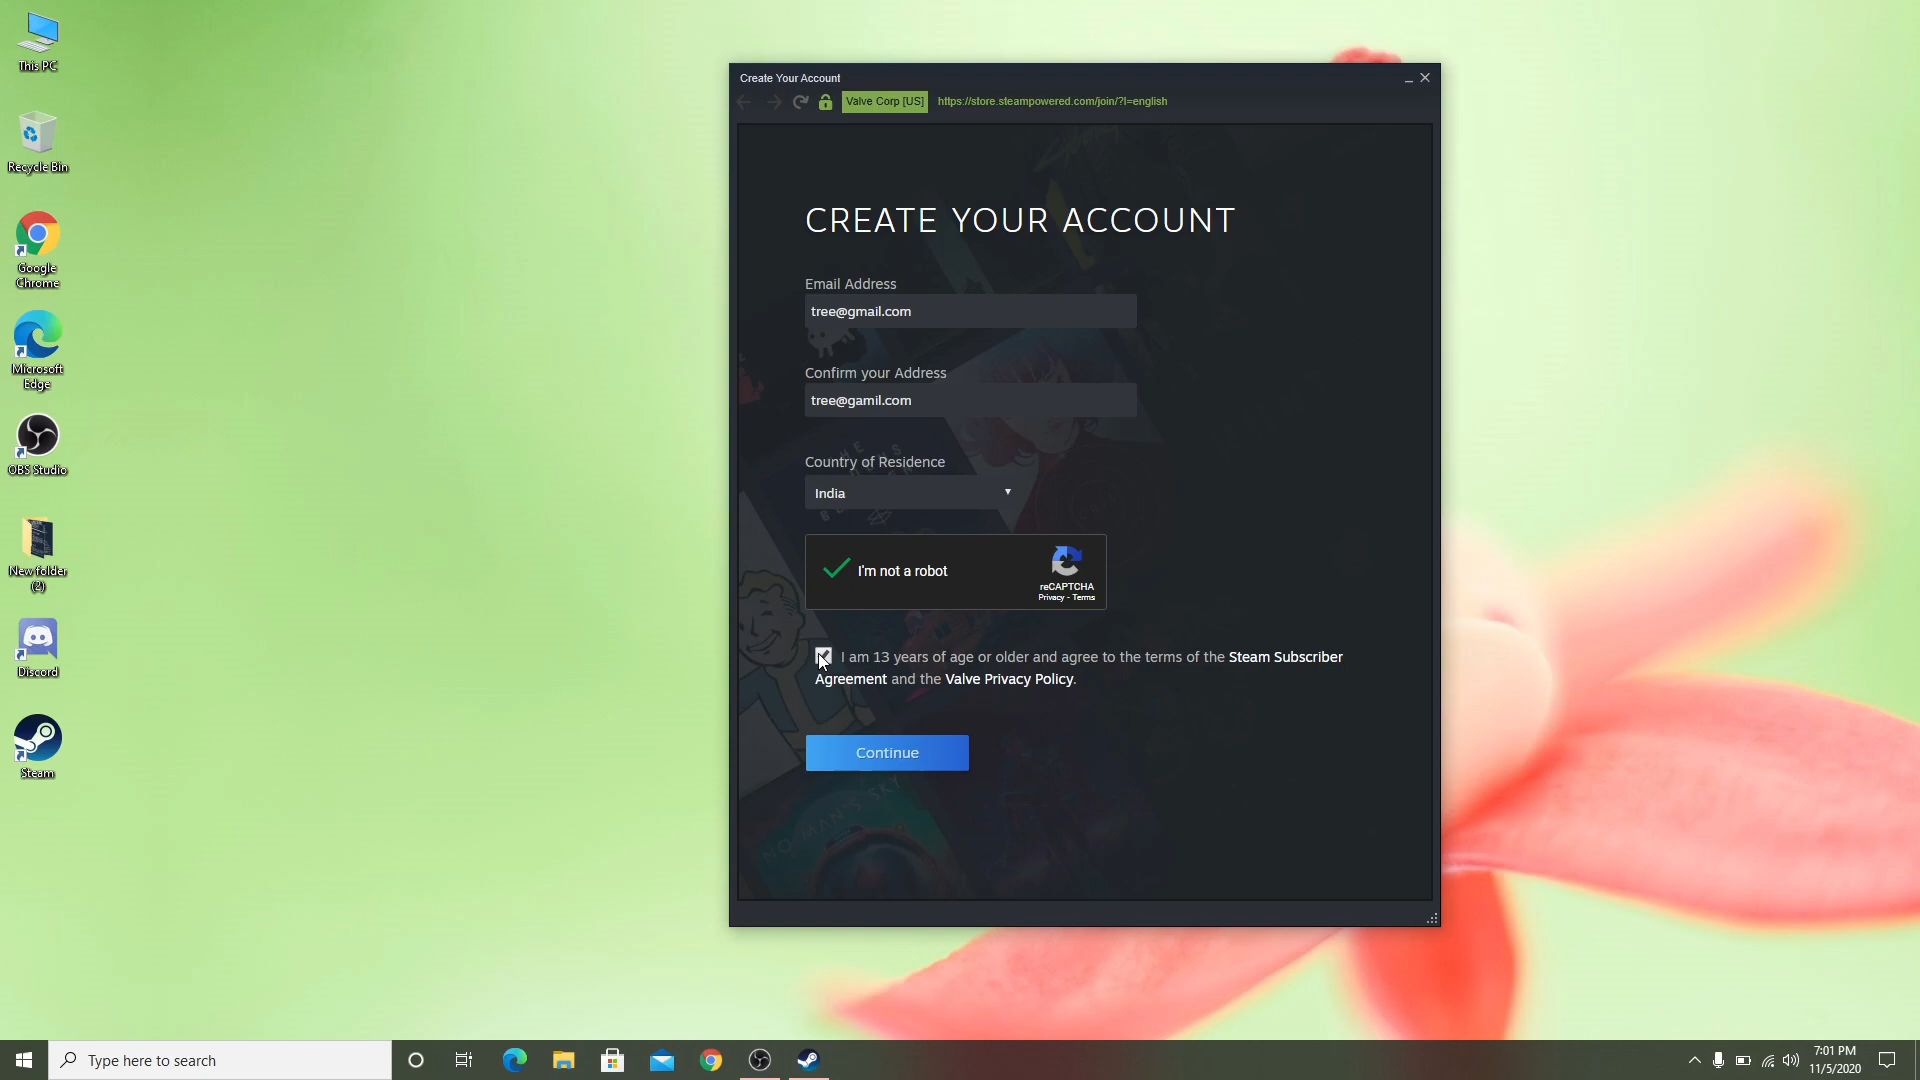 This PC
Recycle Bin
Google
Chrome
Microsoft
Edge
OBS Studio
New folder
(2)
Discord
Steam
Create Your Account
Valve Corp [US] https://store.steampowered.com/join/?l=english
CREATE YOUR ACCOUNT
Email Address
tree@gmail.com
Confirm your Address
tree@gamil.com
Country of Residence
India
I'm not a robot
reCAPTCHA
Privacy - Terms
I am 13 years of age or older and agree to the terms of the Steam Subscriber
Agreement and the Valve Privacy Policy.
Continue
NO MAN'S SKY
Type here to search
7:01 PM
11/5/2020